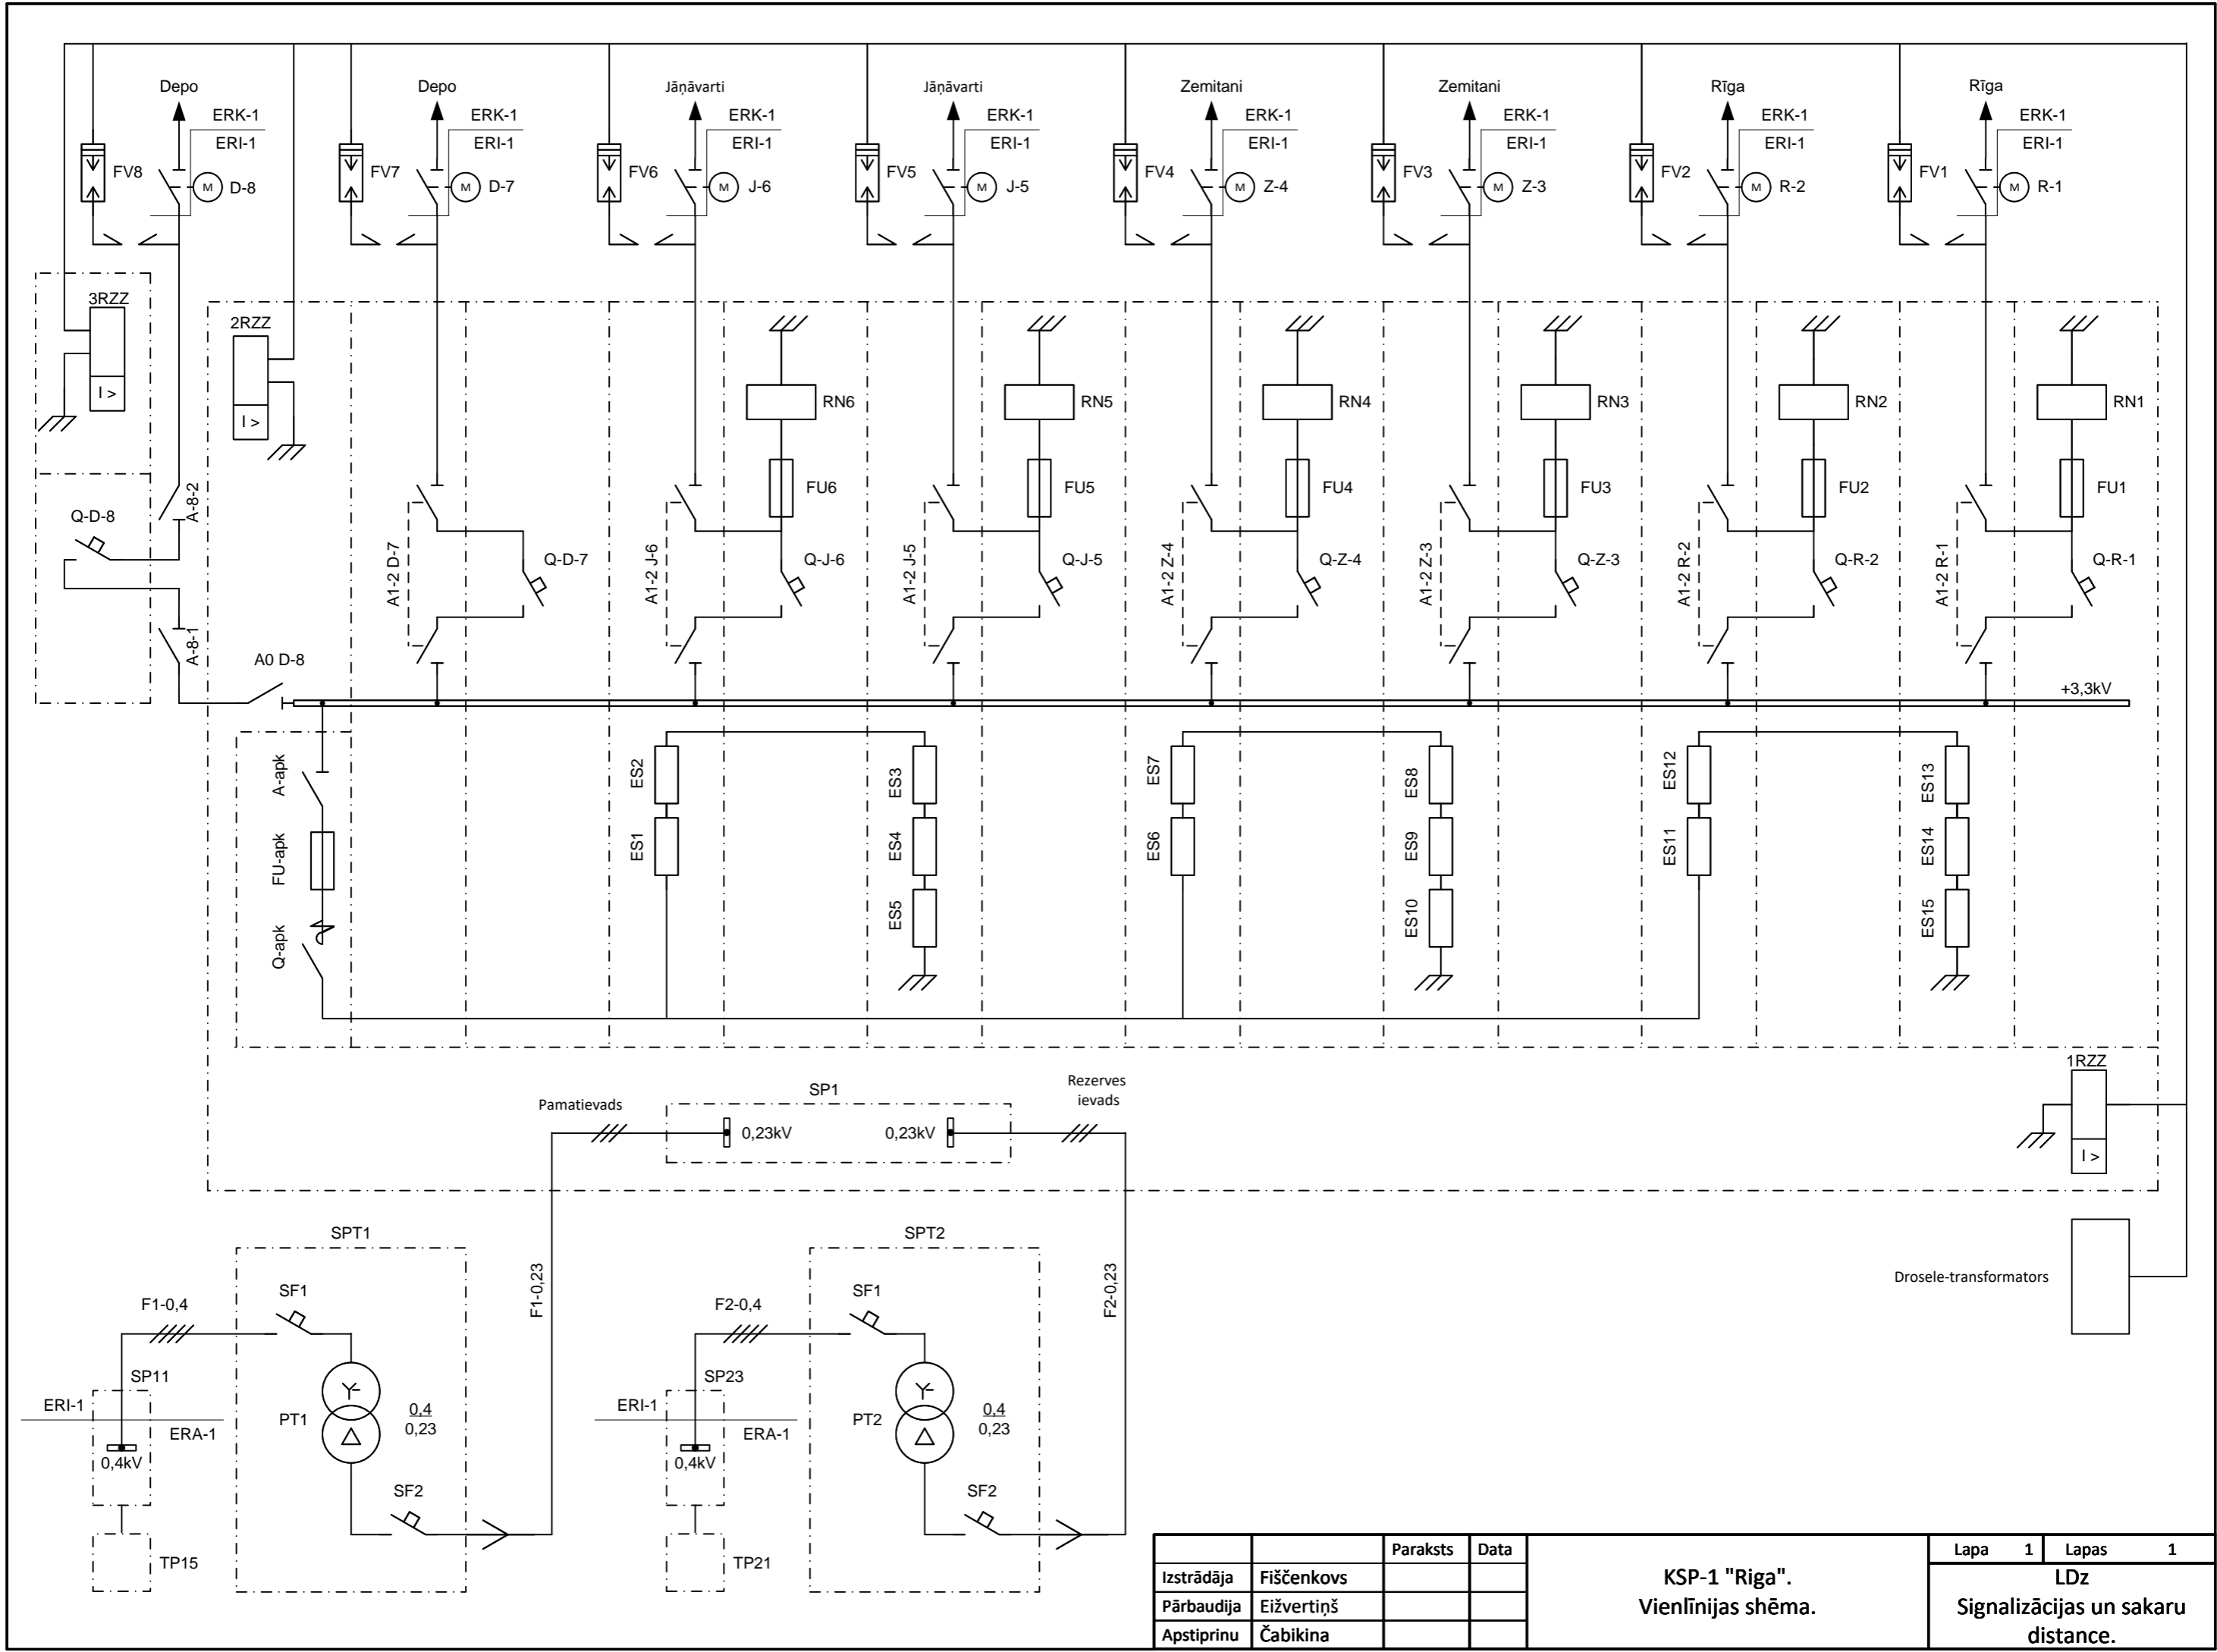 Depo
ERK-1
ERI-1
FV8
M
D-8
Depo
ERK-1
ERI-1
FV7
M
D-7
Jāņāvarti
ERK-1
ERI-1
FV6
M
J-6
Jāņāvarti
ERK-1
ERI-1
FV5
M
J-5
Zemitani
ERK-1
ERI-1
FV4
M
Z-4
Zemitani
ERK-1
ERI-1
FV3
M
Z-3
Rīga
ERK-1
ERI-1
FV2
M
R-2
Rīga
ERK-1
ERI-1
FV1
M
R-1
3RZZ
I >
2RZZ
I >
RN6
RN5
RN4
RN3
RN2
RN1
FU6
FU5
FU4
FU3
FU2
FU1
Q-D-8
A-8-2
A-8-1
A0 D-8
A1-2 D-7
Q-D-7
A1-2 J-6
Q-J-6
A1-2 J-5
Q-J-5
A1-2 Z-4
Q-Z-4
A1-2 Z-3
Q-Z-3
A1-2 R-2
Q-R-2
A1-2 R-1
Q-R-1
+3,3kV
A-apk
FU-apk
Q-apk
ES2
ES1
ES3
ES4
ES5
ES7
ES6
ES8
ES9
ES10
ES12
ES11
ES13
ES14
ES15
1RZZ
I >
Pamatievads
SP1
0,23kV
0,23kV
Rezerves
ievads
SPT1
F1-0,4
SF1
SP11
ERI-1
ERA-1
0,4kV
TP15
PT1
0,4
0,23
SF2
F1-0,23
SPT2
F2-0,4
SF1
SP23
ERI-1
ERA-1
0,4kV
TP21
PT2
0,4
0,23
SF2
F2-0,23
Drosele-transformators
Paraksts Data
Izstrādāja Fiščenkovs
Pārbaudija Eižvertiņš
Apstiprinu Čabikina
KSP-1 "Riga".
Vienlīnijas shēma.
Lapa 1 Lapas 1
LDz
Signalizācijas un sakaru
distance.